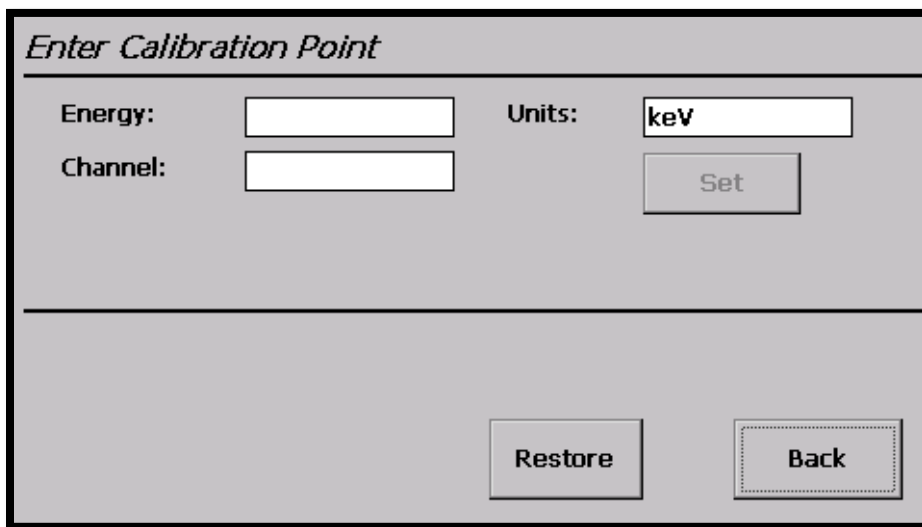 Enter Calibration Point
Energy: Units: keV
Channel: Set
Restore Back